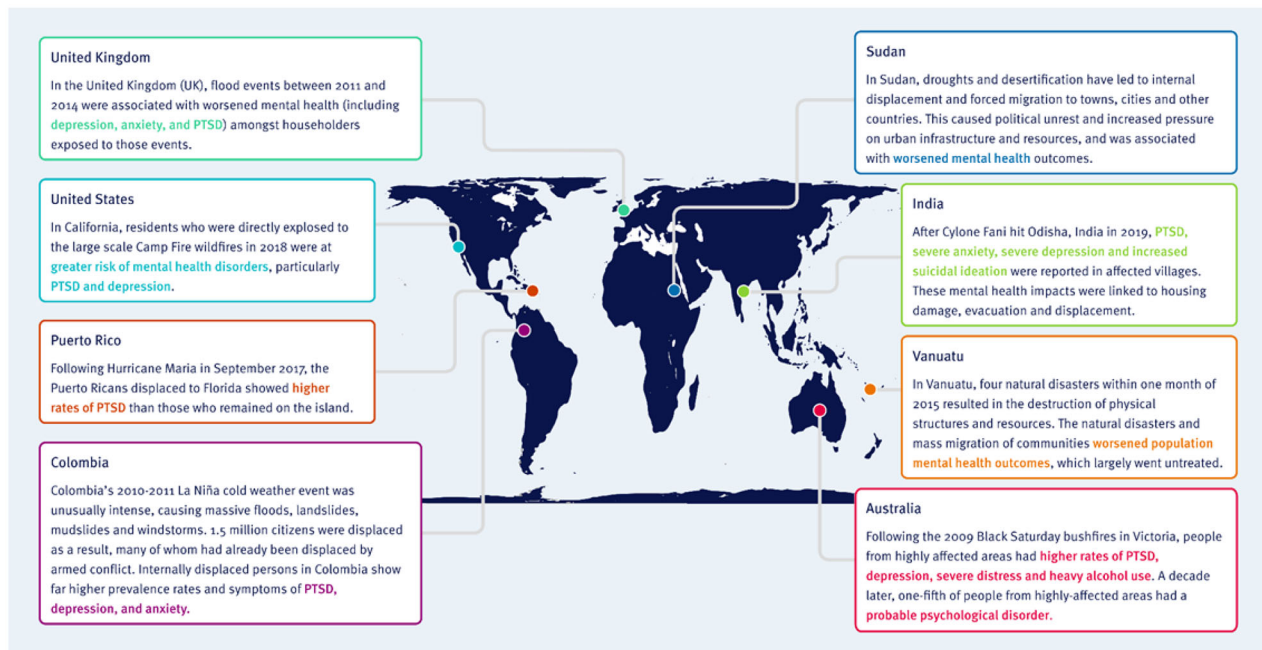 United Kingdom
In the United Kingdom (UK), flood events between 2011 and
2014 were associated with worsened mental health (including
depression, anxiety, and PTSD) amongst householders
exposed to those events.
United States
In California, residents who were directly explosed to
the large scale Camp Fire wildfires in 2018 were at
greater risk of mental health disorders, particularly
PTSD and depression.
Puerto Rico
Following Hurricane Maria in September 2017, the
Puerto Ricans displaced to Florida showed higher
rates of PTSD than those who remained on the island.
Colombia
Colombia's 2010-2011 La Niña cold weather event was
unusually intense, causing massive floods, landslides,
mudslides and windstorms. 1.5 million citizens were displaced
as a result, many of whom had already been displaced by
armed conflict. Internally displaced persons in Colombia show
far higher prevalence rates and symptoms of PTSD,
depression, and anxiety.
Sudan
In Sudan, droughts and desertification have led to internal
displacement and forced migration to towns, cities and other
countries. This caused political unrest and increased pressure
on urban infrastructure and resources, and was associated
with worsened mental health outcomes.
India
After Cylone Fani hit Odisha, India in 2019, PTSD,
severe anxiety, severe depression and increased
suicidal ideation were reported in affected villages.
These mental health impacts were linked to housing
damage, evacuation and displacement.
Vanuatu
In Vanuatu, four natural disasters within one month of
2015 resulted in the destruction of physical
structures and resources. The natural disasters and
mass migration of communities worsened population
mental health outcomes, which largely went untreated.
Australia
Following the 2009 Black Saturday bushfires in Victoria, people
from highly affected areas had higher rates of PTSD,
depression, severe distress and heavy alcohol use. A decade
later, one-fifth of people from highly-affected areas had a
probable psychological disorder.